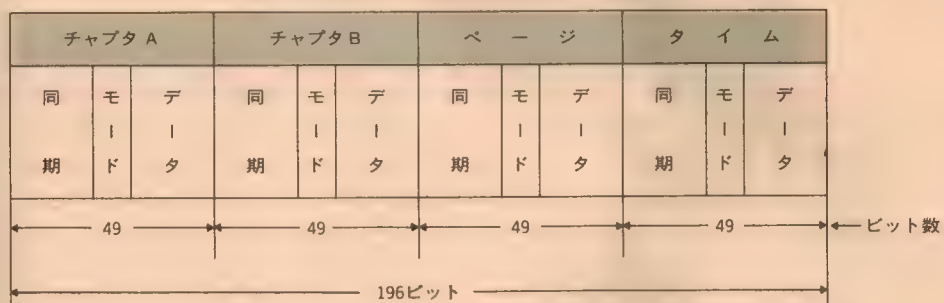 チャプタA チャプタB ページ タイム
同期 モード データ 同期 モード データ 同期 モード データ 同期 モード データ
49 49 49 49 ビット数
196ビット